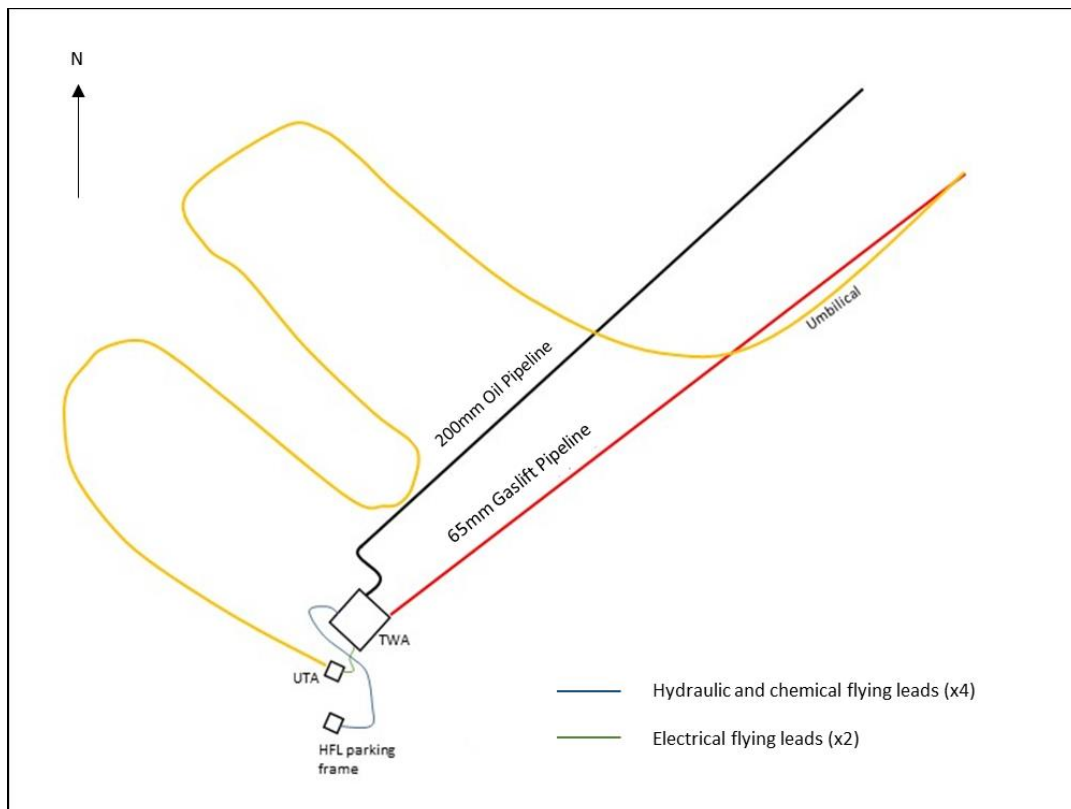 N
Umbilical
200mm Oil Pipeline
65mm Gaslift Pipeline
TWA
UTA
HFL parking
frame
Hydraulic and chemical flying leads (x4)
Electrical flying leads (x2)